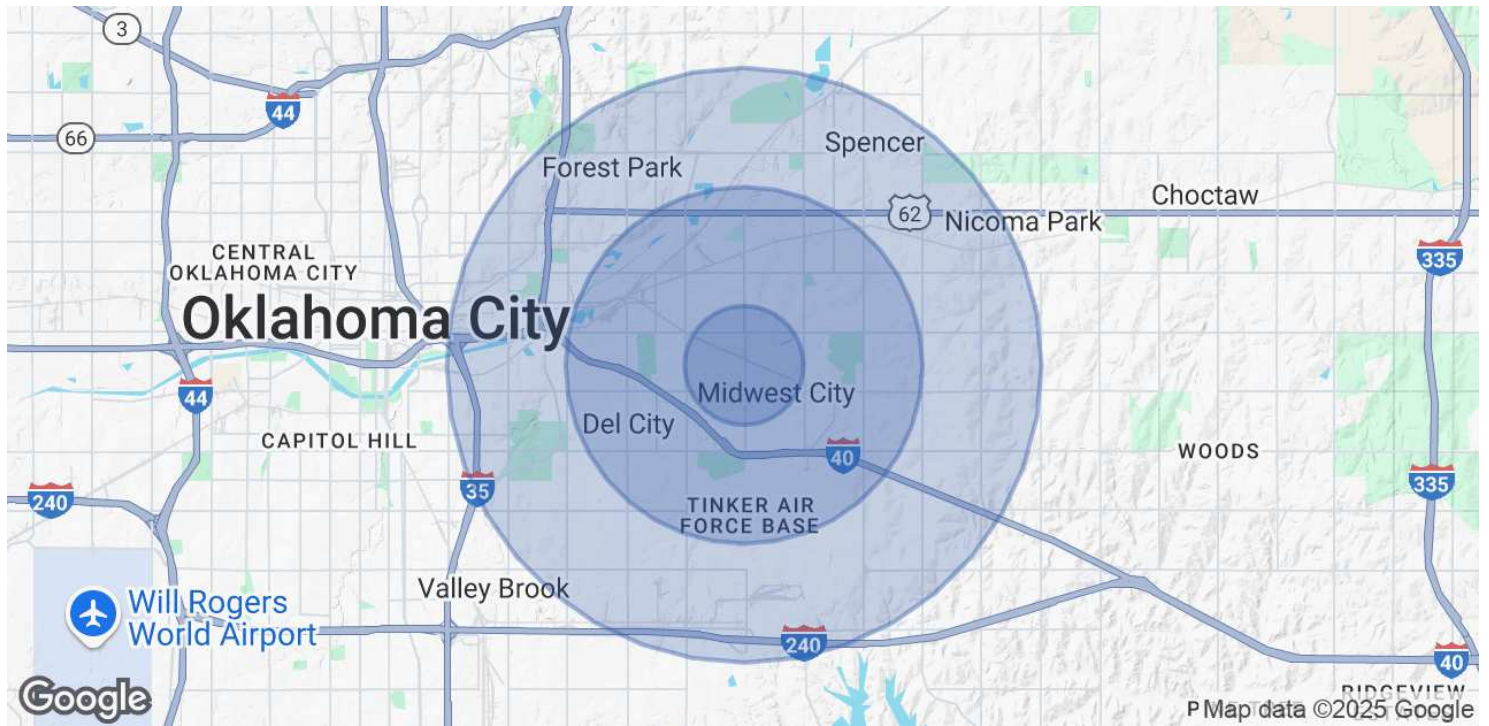 3
44
66
Forest Park
Spencer
Choctaw
62
Nicoma Park
CENTRAL
OKLAHOMA CITY
335
Oklahoma City
44
Midwest City
Del City
CAPITOL HILL
WOODS
40
35
335
240
TINKER AIR
FORCE BASE
Valley Brook
Will Rogers
World Airport
240
40
RIDGEVIEW
Google
Map data ©2025 Google